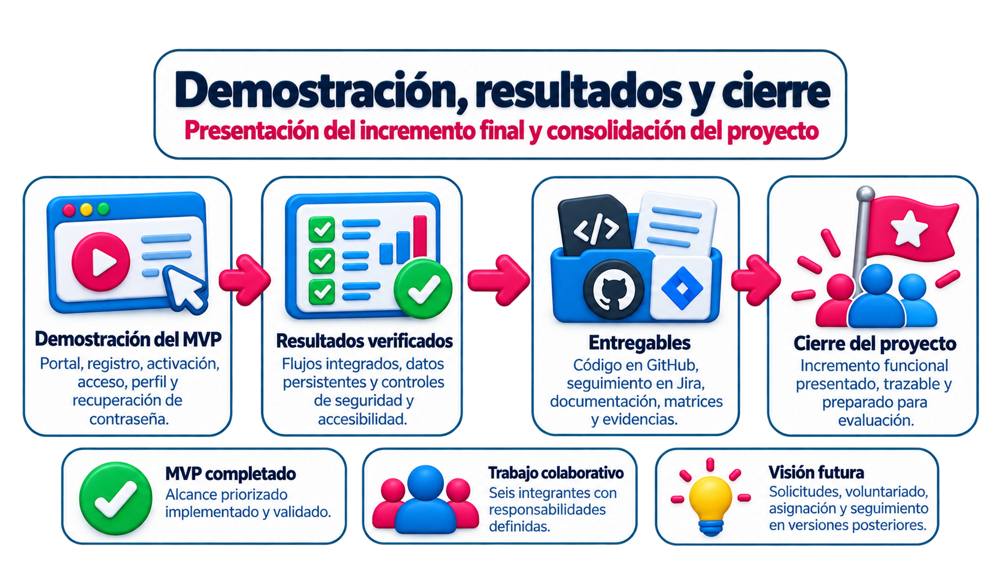 Demostración, resultados y cierre
Presentación del incremento final y consolidación del proyecto
Demostración del MVP
Portal, registro, activación,
acceso, perfil y
recuperación de
contraseña.
Resultados verificados
Flujos integrados, datos
persistentes y controles
de seguridad y
accesibilidad.
</>
Entregables
Código en GitHub,
seguimiento en Jira,
documentación, matrices
y evidencias.
Cierre del proyecto
Incremento funcional
presentado, trazable y
preparado para
evaluación.
MVP completado
Alcance priorizado
implementado y validado.
Trabajo colaborativo
Seis integrantes con
responsabilidades
definidas.
Visión futura
Solicitudes, voluntariado,
asignación y seguimiento
en versiones posteriores.